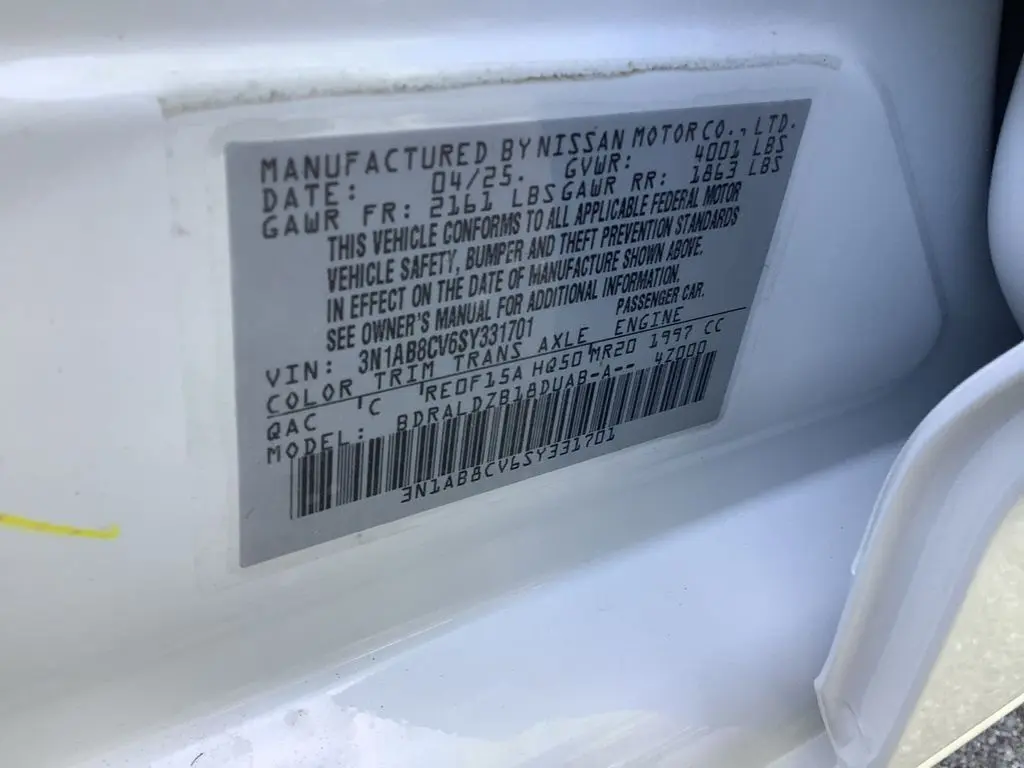 MANUFACTURED BY NISSAN MOTOR CO., LTD.
DATE: 04/25. GVWR: 4001 LBS
GAWR FR: 2161 LBS GAWR RR: 1863 LBS
THIS VEHICLE CONFORMS TO ALL APPLICABLE FEDERAL MOTOR
VEHICLE SAFETY, BUMPER AND THEFT PREVENTION STANDARDS
IN EFFECT ON THE DATE OF MANUFACTURE SHOWN ABOVE.
SEE OWNER'S MANUAL FOR ADDITIONAL INFORMATION.
VIN: 3N1AB8CV6SY331701 PASSENGER CAR.
COLOR TRIM TRANS AXLE ENGINE
QAC C RE0F15A HQ50 MR20 1997 CC
MODEL: BDRALDZB18DUAB-A-- 47000
3N1AB8CV6SY331701